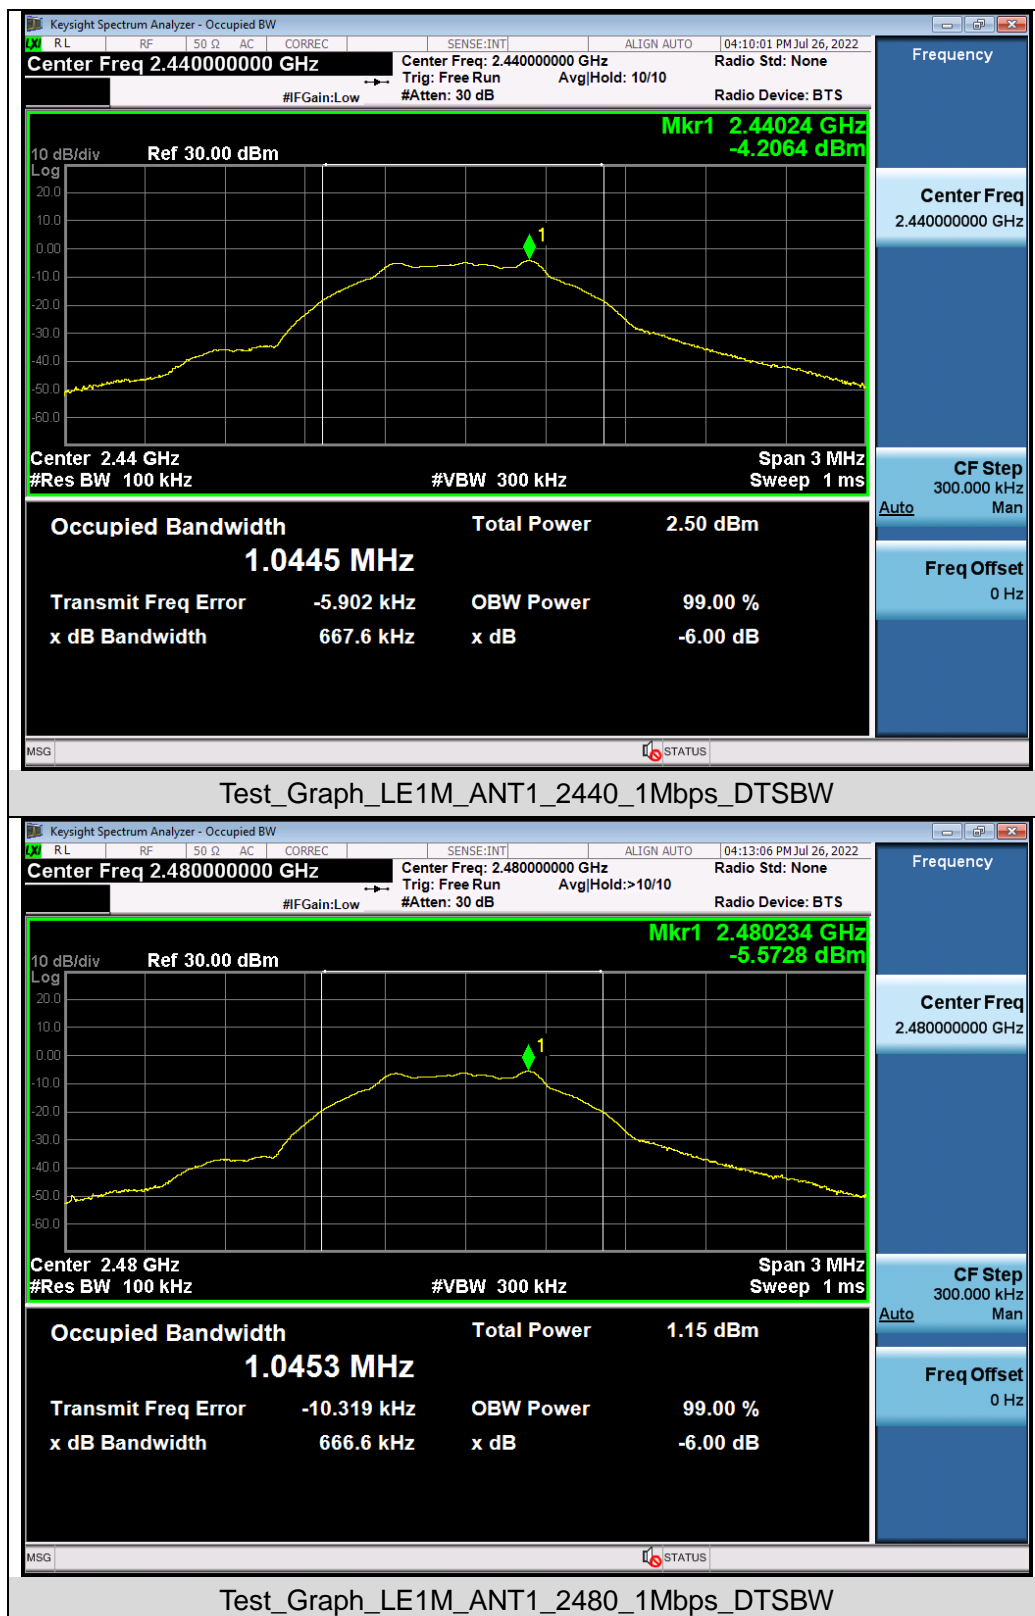 Keysight Spectrum Analyzer - Occupied BW
LXI RL RF 50 Ω AC CORREC SENSE:INT ALIGN AUTO 04:10:01 PM Jul 26, 2022
Center Freq 2.440000000 GHz
Center Freq: 2.440000000 GHz
Radio Std: None
Trig: Free Run Avg|Hold: 10/10
#IFGain:Low
#Atten: 30 dB
Radio Device: BTS
Frequency
Mkr1 2.44024 GHz
-4.2064 dBm
10 dB/div Ref 30.00 dBm
Log
20.0
10.0
0.00
-10.0
-20.0
-30.0
-40.0
-50.0
-60.0
1
Center 2.44 GHz Span 3 MHz
#Res BW 100 kHz #VBW 300 kHz Sweep 1 ms
Center Freq
2.440000000 GHz
CF Step
300.000 kHz
Auto Man
Freq Offset
0 Hz
Occupied Bandwidth Total Power 2.50 dBm
1.0445 MHz
Transmit Freq Error -5.902 kHz OBW Power 99.00 %
x dB Bandwidth 667.6 kHz x dB -6.00 dB
MSG STATUS
Test_Graph_LE1M_ANT1_2440_1Mbps_DTSBW
Keysight Spectrum Analyzer - Occupied BW
LXI RL RF 50 Ω AC CORREC SENSE:INT ALIGN AUTO 04:13:06 PM Jul 26, 2022
Center Freq 2.480000000 GHz
Center Freq: 2.480000000 GHz
Radio Std: None
Trig: Free Run Avg|Hold:>10/10
#IFGain:Low
#Atten: 30 dB
Radio Device: BTS
Frequency
Mkr1 2.480234 GHz
-5.5728 dBm
10 dB/div Ref 30.00 dBm
Log
20.0
10.0
0.00
-10.0
-20.0
-30.0
-40.0
-50.0
-60.0
1
Center 2.48 GHz Span 3 MHz
#Res BW 100 kHz #VBW 300 kHz Sweep 1 ms
Center Freq
2.480000000 GHz
CF Step
300.000 kHz
Auto Man
Freq Offset
0 Hz
Occupied Bandwidth Total Power 1.15 dBm
1.0453 MHz
Transmit Freq Error -10.319 kHz OBW Power 99.00 %
x dB Bandwidth 666.6 kHz x dB -6.00 dB
MSG STATUS
Test_Graph_LE1M_ANT1_2480_1Mbps_DTSBW